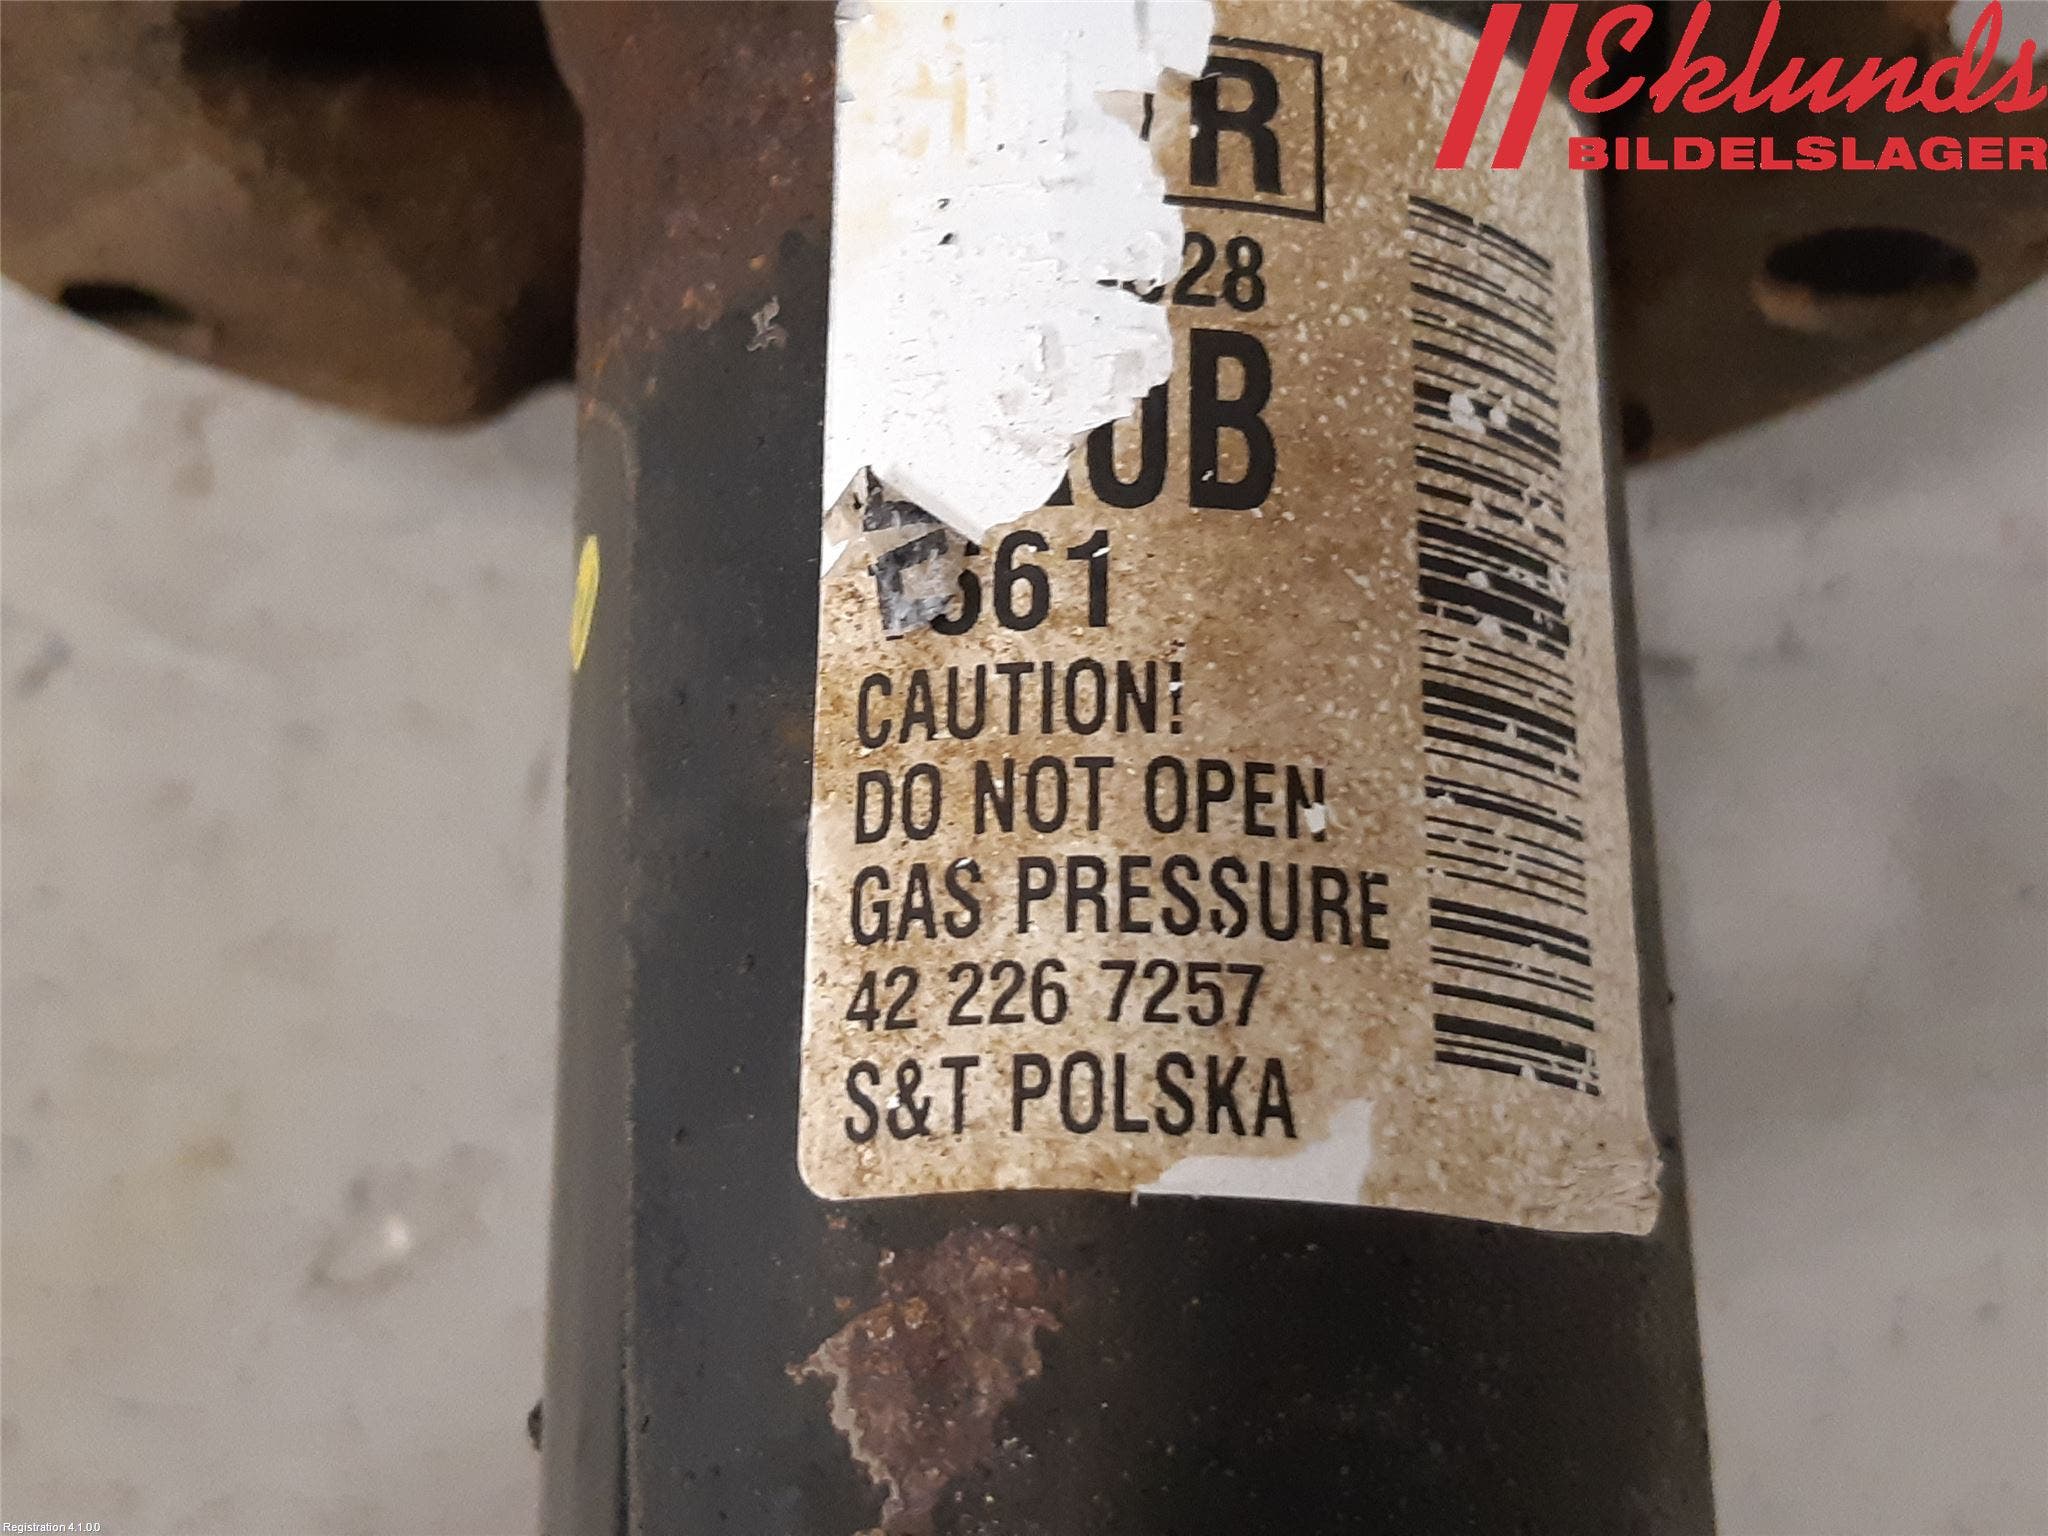 Eklunds
BILDELSLAGER
R
28
0B
661
CAUTION!
DO NOT OPEN
GAS PRESSURE
42 226 7257
S&T POLSKA
Registration 4.1.0.0